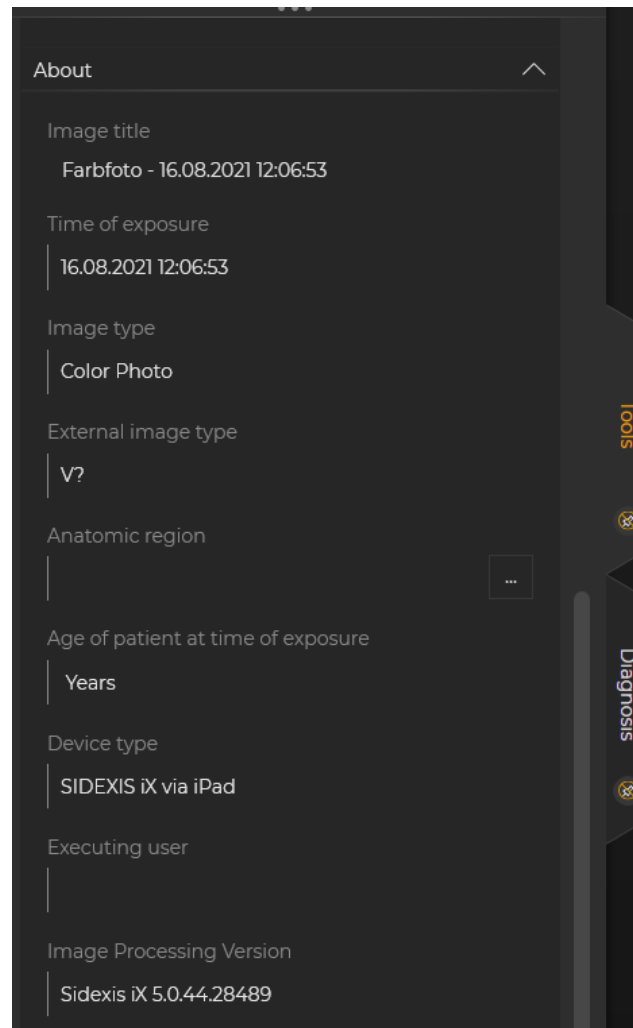 About
Image title
Farbfoto - 16.08.2021 12:06:53
Time of exposure
16.08.2021 12:06:53
Image type
Color Photo
External image type
V?
Anatomic region
...
Age of patient at time of exposure
Years
Device type
SIDEXIS iX via iPad
Executing user
Image Processing Version
Sidexis iX 5.0.44.28489
Tools
Diagnosis